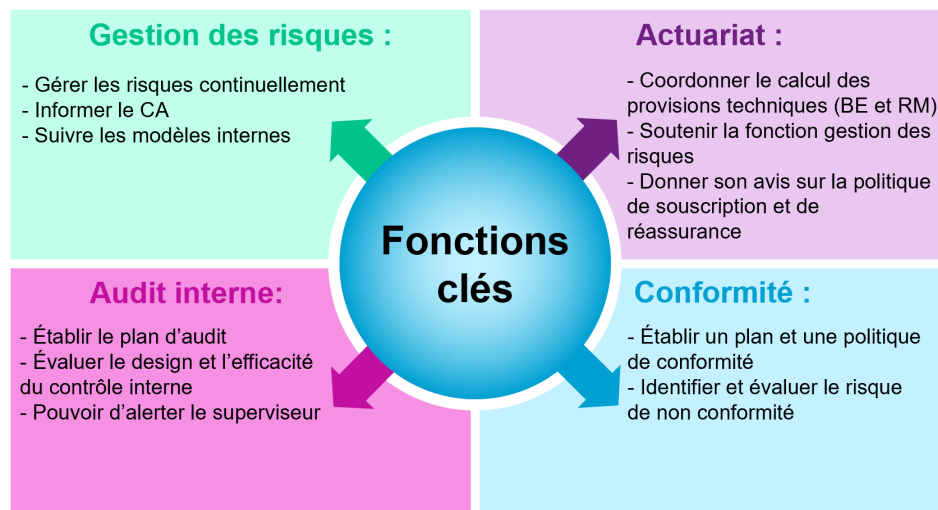 Gestion des risques :
- Gérer les risques continuellement
- Informer le CA
- Suivre les modèles internes
Actuariat :
- Coordonner le calcul des
provisions techniques (BE et RM)
- Soutenir la fonction gestion des
risques
- Donner son avis sur la politique
de souscription et de
réassurance
Fonctions
clés
Audit interne:
- Établir le plan d’audit
- Évaluer le design et l’efficacité
du contrôle interne
- Pouvoir d’alerter le superviseur
Conformité :
- Établir un plan et une politique
de conformité
- Identifier et évaluer le risque
de non conformité